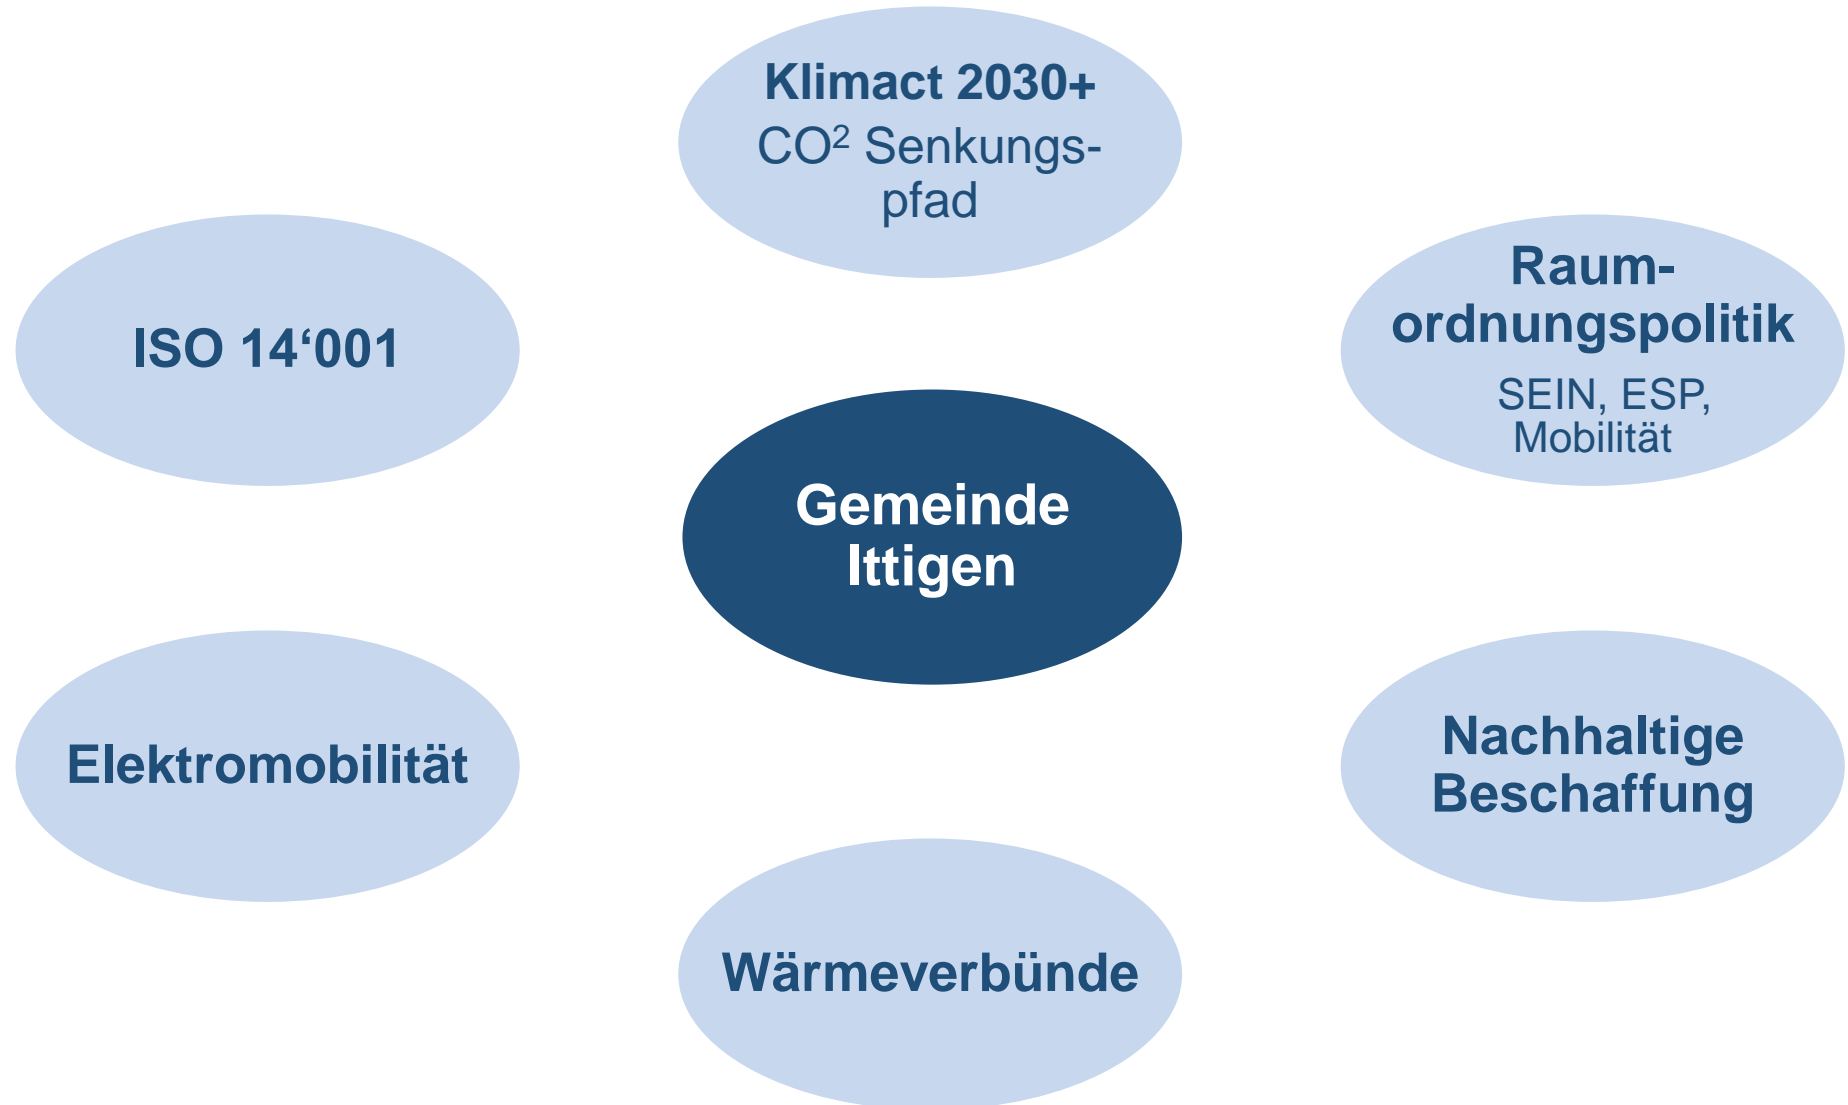 Klimact 2030+
CO² Senkungs-
pfad
ISO 14‘001
Raum-
ordnungspolitik
SEIN, ESP,
Mobilität
Gemeinde
Ittigen
Elektromobilität
Nachhaltige
Beschaffung
Wärmeverbünde